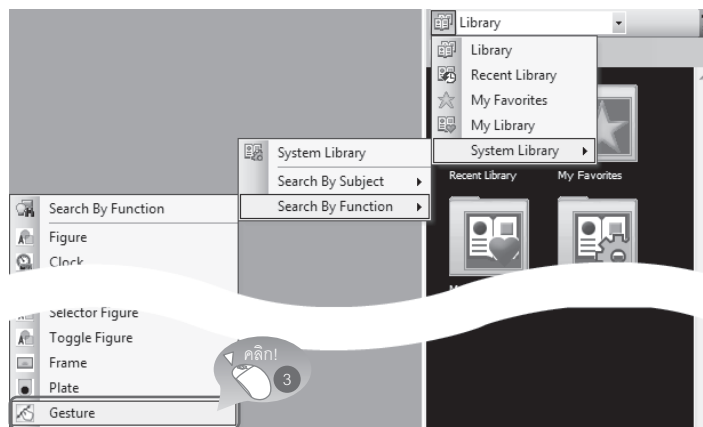 Library
Library
Recent Library
My Favorites
My Library
System Library
System Library
Search By Subject
Search By Function
Recent Library
My Favorites
Search By Function
Figure
Clock
Selector Figure
Toggle Figure
Frame
Plate
Gesture
คลิก!
3